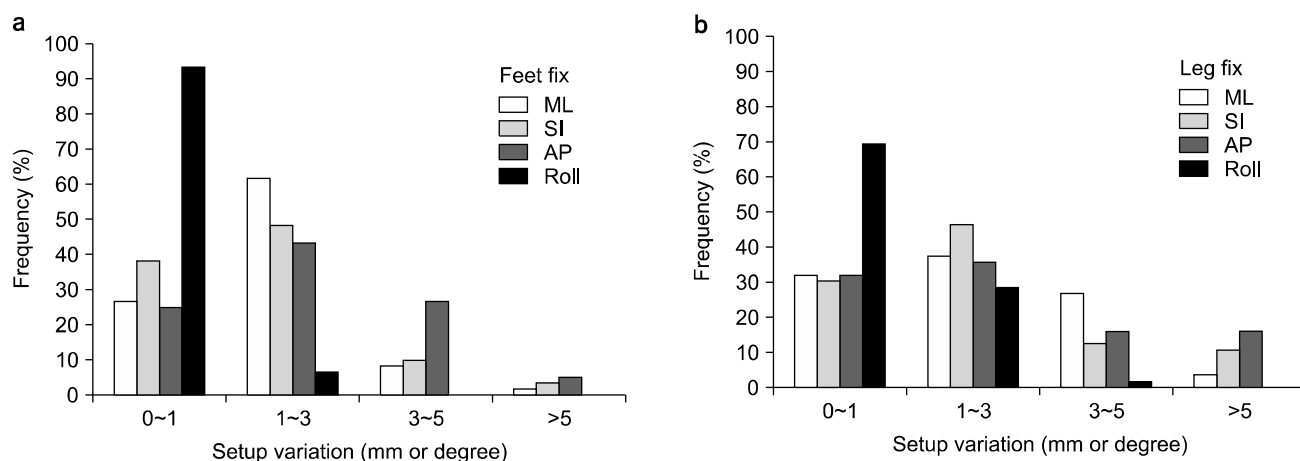 a
Frequency (%)
100
90
80
70
60
50
40
30
20
10
0
Feet fix
ML
SI
AP
Roll
0~1 1~3 3~5 >5
Setup variation (mm or degree)
b
Frequency (%)
100
90
80
70
60
50
40
30
20
10
0
Leg fix
ML
SI
AP
Roll
0~1 1~3 3~5 >5
Setup variation (mm or degree)